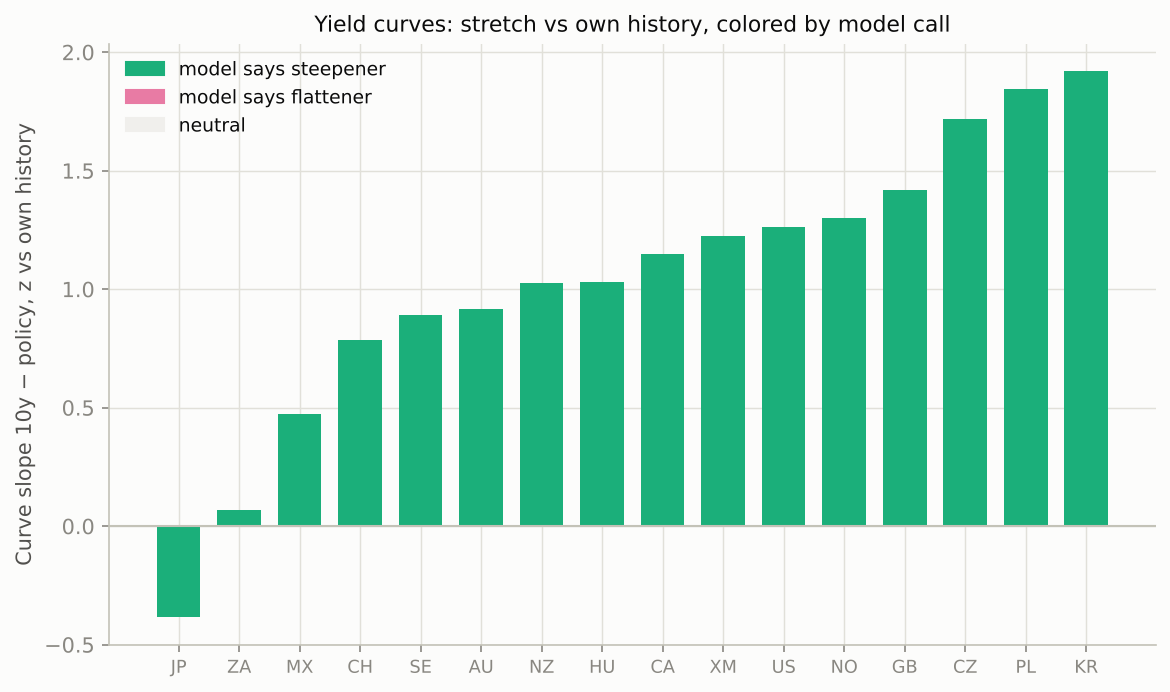 Yield curves: stretch vs own history, colored by model call
model says steepener
model says flattener
neutral
Curve slope 10y − policy, z vs own history
2.0
1.5
1.0
0.5
0.0
−0.5
JP ZA MX CH SE AU NZ HU CA XM US NO GB CZ PL KR